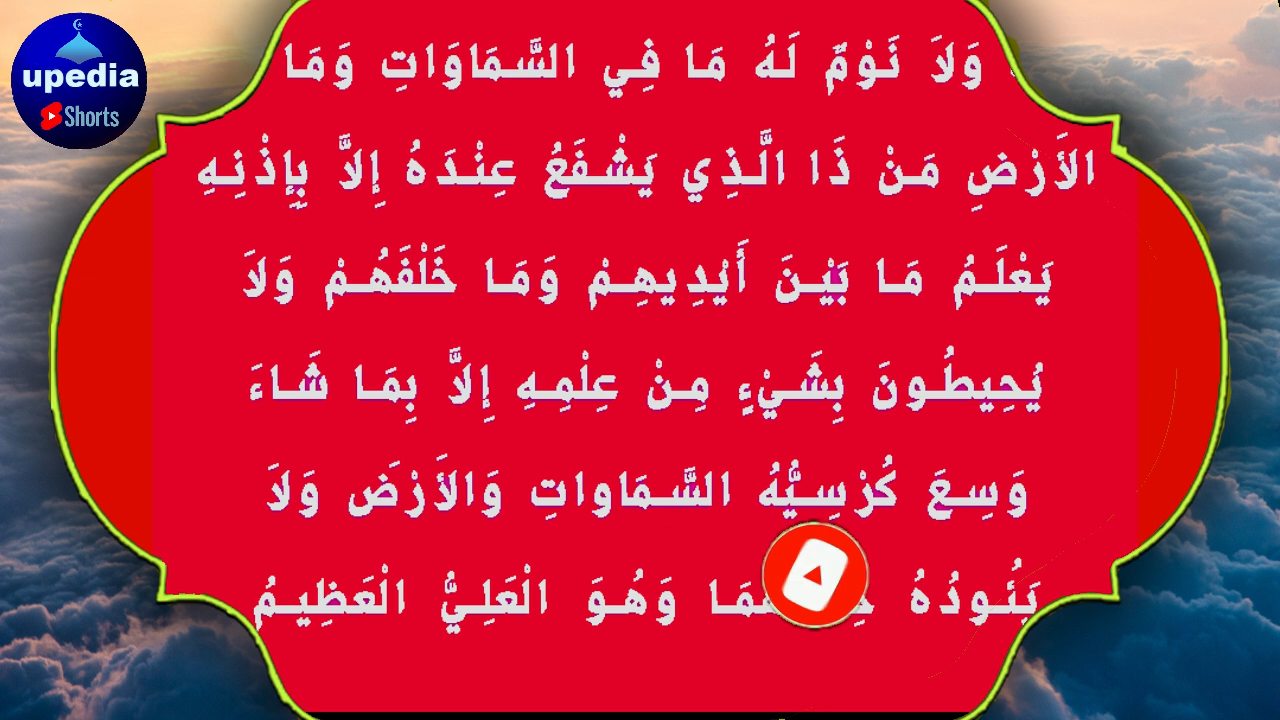 upedia
Shorts
وَلاَ نَوْمٌ لَهُ مَا فِي السَّمَاوَاتِ وَمَا
الأَرْضِ مَنْ ذَا الَّذِي يَشْفَعُ عِنْدَهُ إِلاَّ بِإِذْنِهِ
يَعْلَمُ مَا بَيْنَ أَيْدِيهِمْ وَمَا خَلْفَهُمْ وَلاَ
يُحِيطُونَ بِشَيْءٍ مِنْ عِلْمِهِ إِلاَّ بِمَا شَاءَ
وَسِعَ كُرْسِيُّهُ السَّمَاواتِ وَالأَرْضَ وَلاَ
يَئُودُهُ وَهُوَ الْعَلِيُّ الْعَظِيمُ